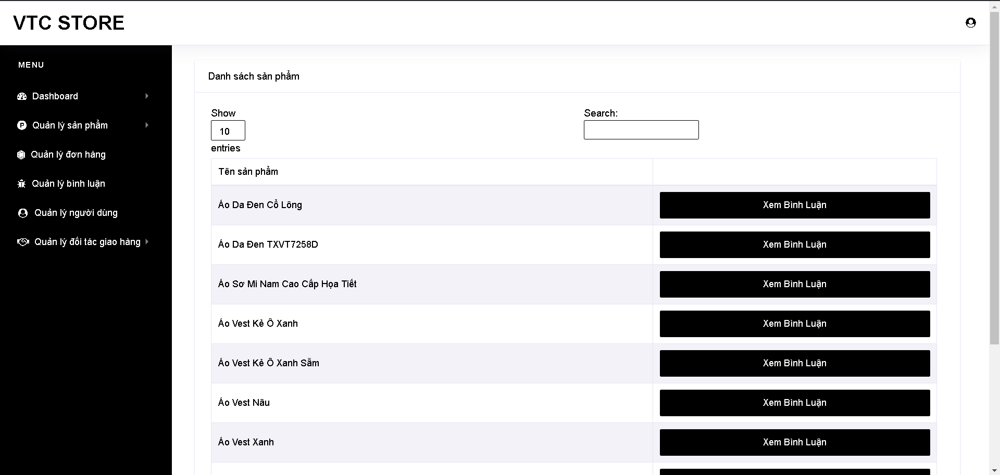 VTC STORE
MENU
Dashboard
Quản lý sản phẩm
Quản lý đơn hàng
Quản lý bình luận
Quản lý người dùng
Quản lý đối tác giao hàng
Danh sách sản phẩm
Show
10
entries
Search:
Tên sản phẩm
Áo Da Đen Cổ Lông Xem Bình Luận
Áo Da Đen TXVT7258D Xem Bình Luận
Áo Sơ Mi Nam Cao Cấp Họa Tiết Xem Bình Luận
Áo Vest Kẻ Ô Xanh Xem Bình Luận
Áo Vest Kẻ Ô Xanh Sẫm Xem Bình Luận
Áo Vest Nâu Xem Bình Luận
Áo Vest Xanh Xem Bình Luận